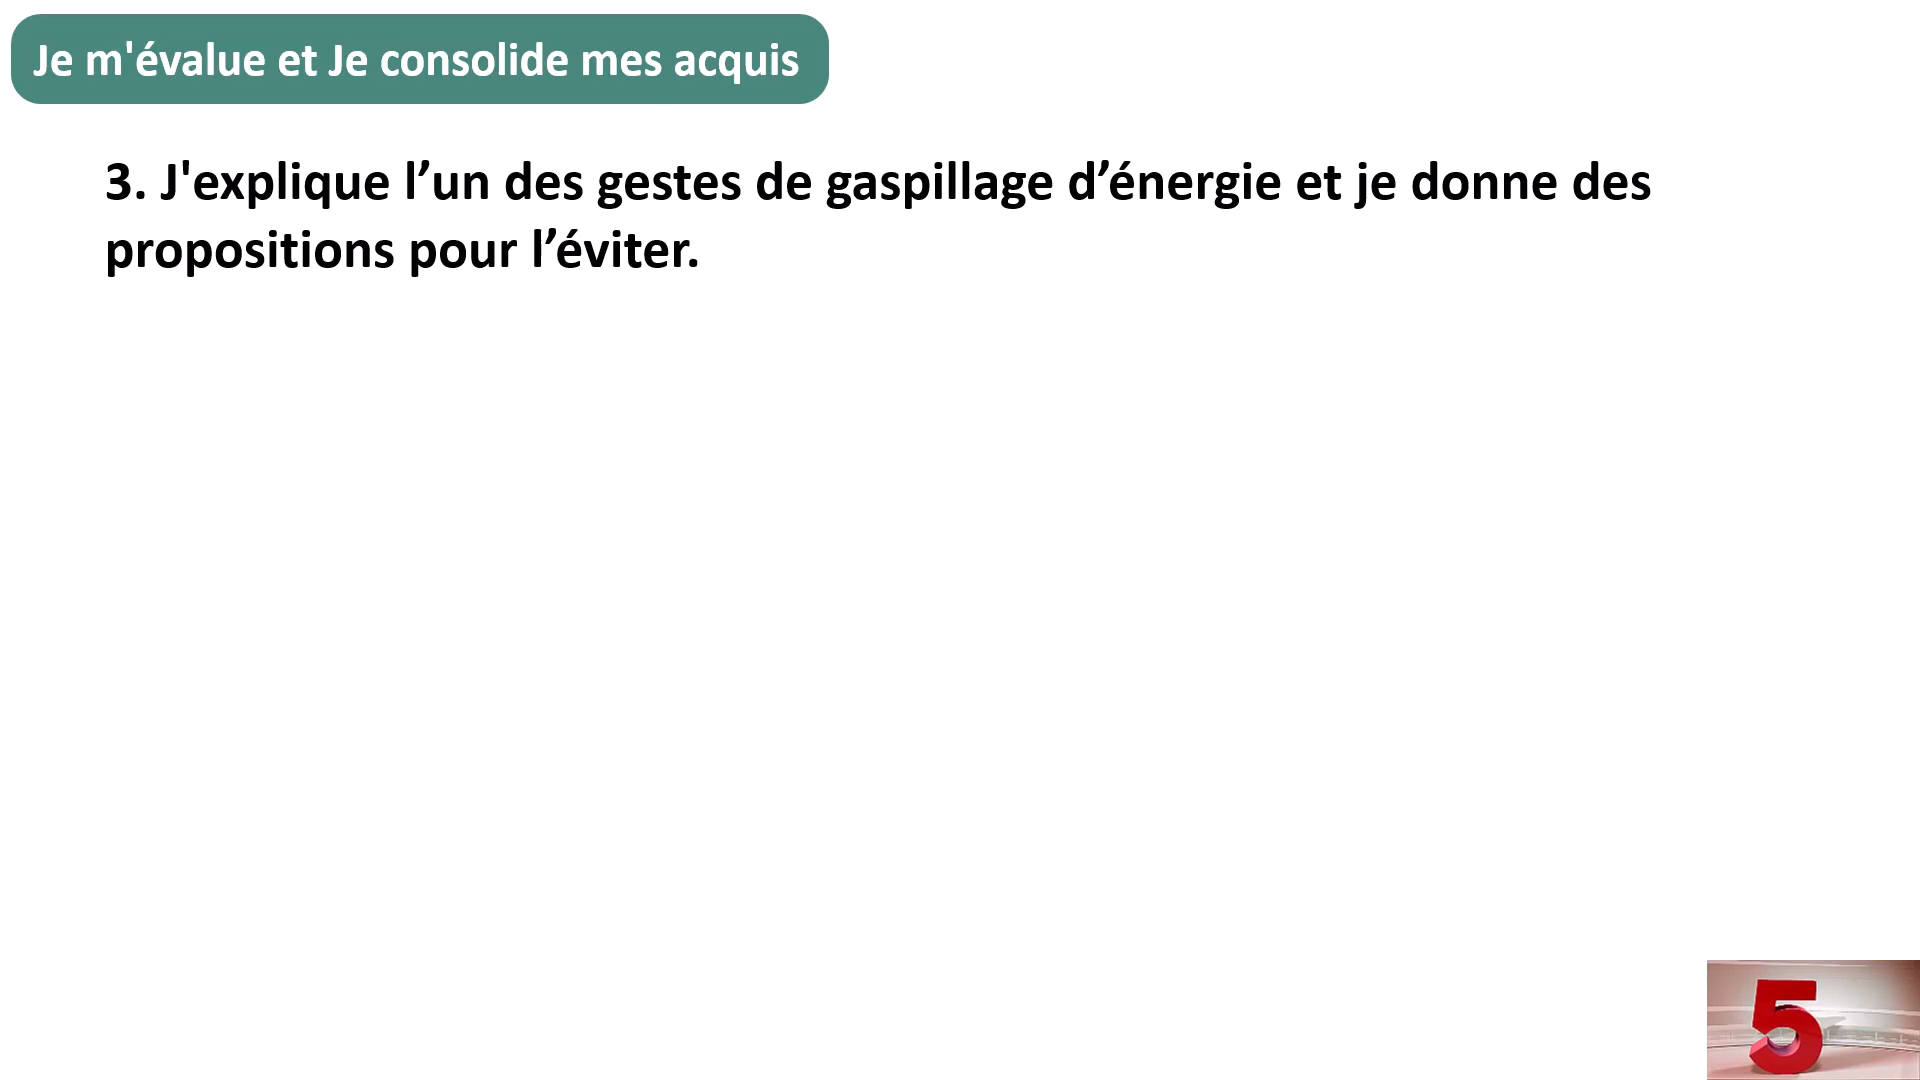 Je m'évalue et Je consolide mes acquis
3. J'explique l’un des gestes de gaspillage d’énergie et je donne des
propositions pour l’éviter.
5